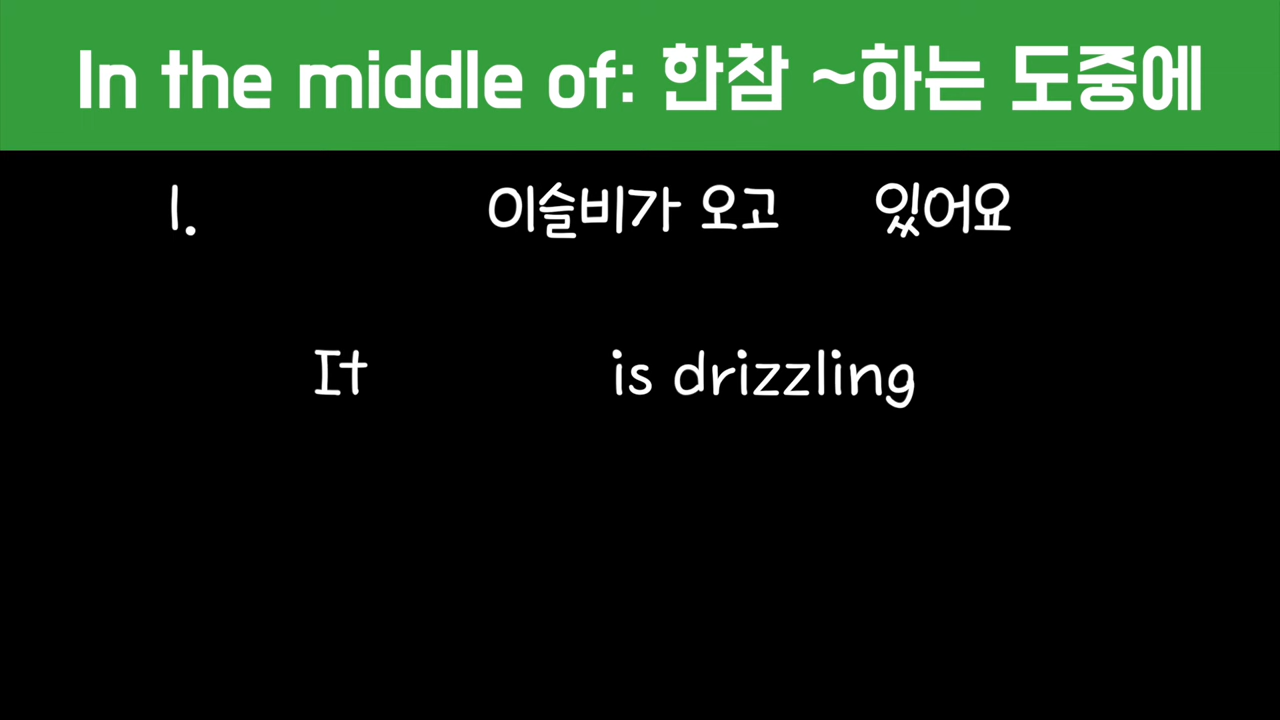 In the middle of: 한참 ~하는 도중에
1. 이슬비가 오고 있어요
It is drizzling